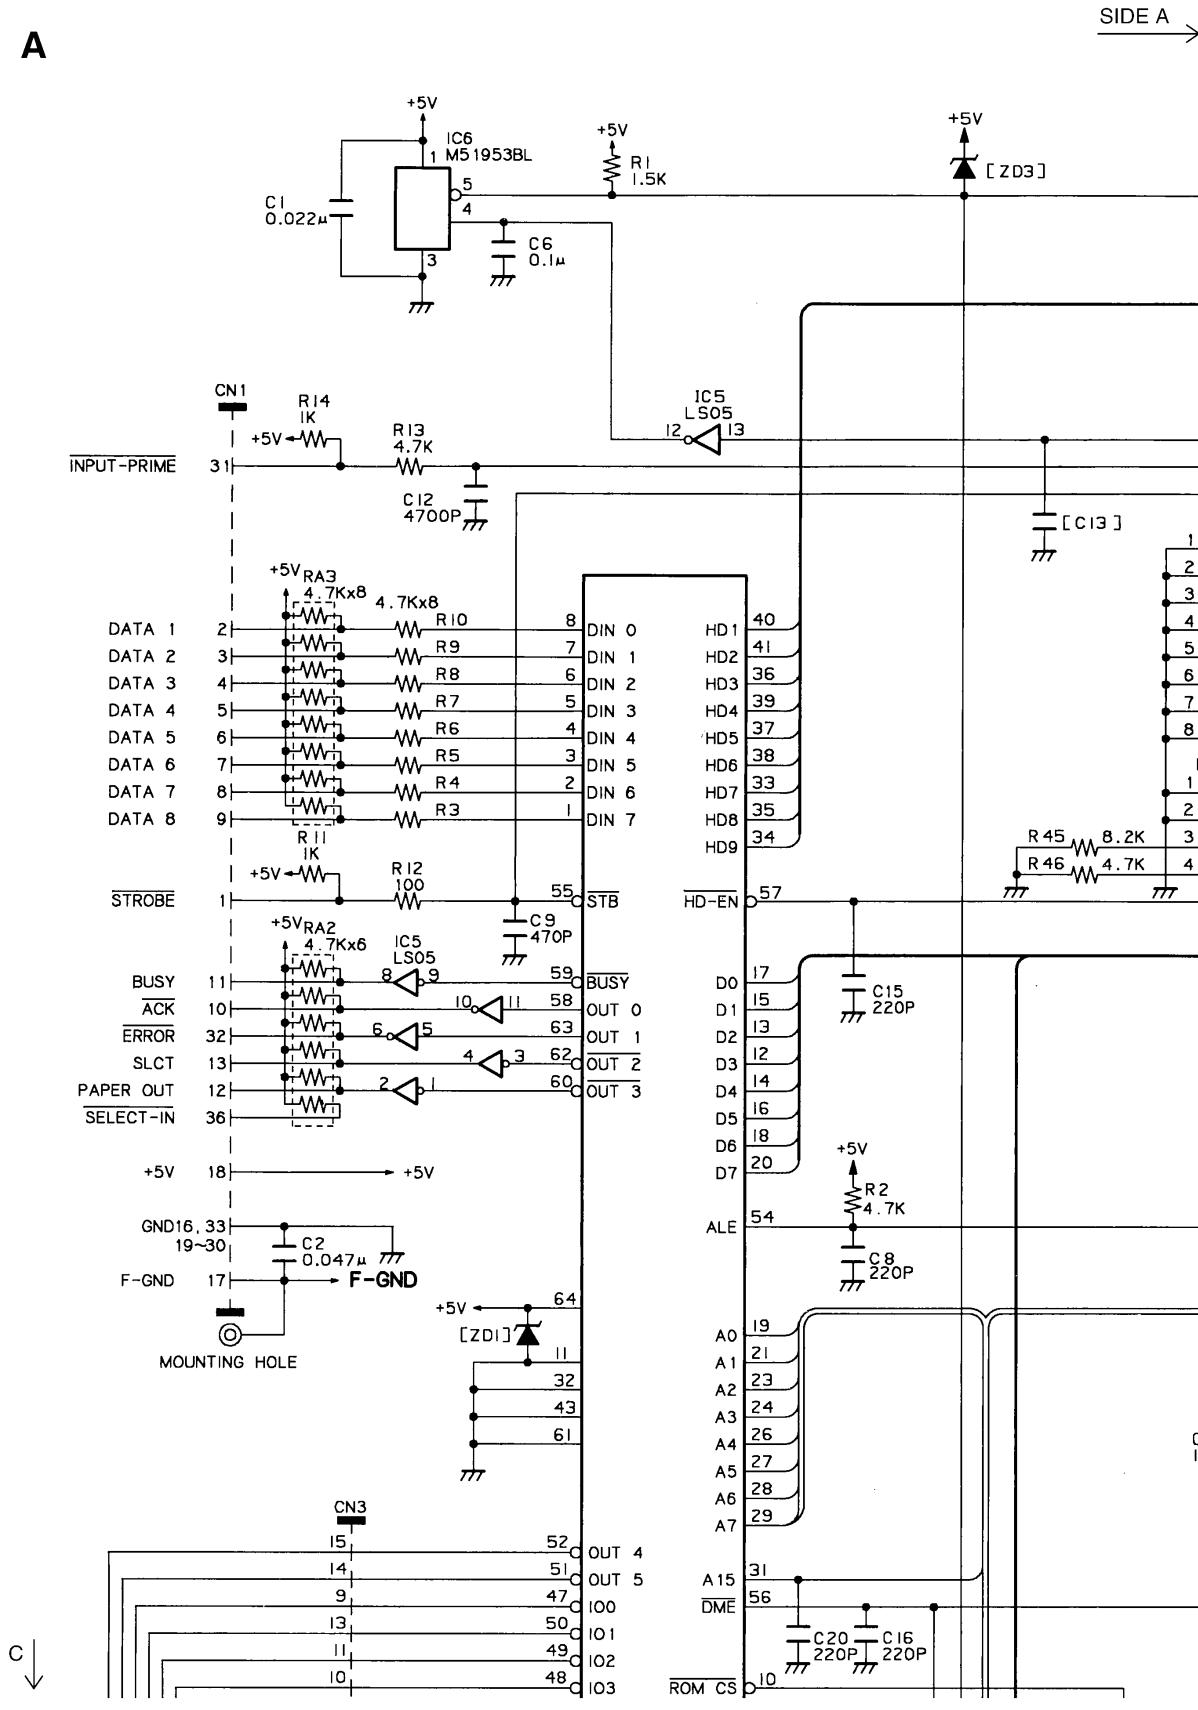 SIDE A
A
+5V
IC6
M51953BL
1
5
4
3
C1
0.022μ
C6
0.1μ
+5V
R1
1.5K
+5V
[ZD3]
CN1
R14
1K
+5V
R13
4.7K
INPUT-PRIME 31
C12
4700P
IC5
LS05
12 13
[C13]
+5V RA3
4.7Kx8
4.7Kx8
DATA 1 2 R10 8 DIN 0
DATA 2 3 R9 7 DIN 1
DATA 3 4 R8 6 DIN 2
DATA 4 5 R7 5 DIN 3
DATA 5 6 R6 4 DIN 4
DATA 6 7 R5 3 DIN 5
DATA 7 8 R4 2 DIN 6
DATA 8 9 R3 1 DIN 7
HD1 40
HD2 41
HD3 36
HD4 39
HD5 37
HD6 38
HD7 33
HD8 35
HD9 34
1
2
3
4
5
6
7
8
1
2
R45 8.2K 3
R46 4.7K 4
R11
1K
+5V
R12
100
STROBE 1 55 STB
C9
470P
HD-EN 57
C15
220P
+5V RA2
4.7Kx6
IC5
LS05
BUSY 11 8 9 59 BUSY
ACK 10 10 11 58 OUT 0
ERROR 32 6 5 63 OUT 1
SLCT 13 4 3 62 OUT 2
PAPER OUT 12 2 1 60 OUT 3
SELECT-IN 36
D0 17
D1 15
D2 13
D3 12
D4 14
D5 16
D6 18
D7 20
+5V 18 +5V
+5V
R2
4.7K
ALE 54
C8
220P
GND16,33
19~30
C2
0.047μ
F-GND 17 F-GND
MOUNTING HOLE
+5V 64
[ZD1]
11
32
43
61
A0 19
A1 21
A2 23
A3 24
A4 26
A5 27
A6 28
A7 29
CN3
15 52 OUT 4
14 51 OUT 5
9 47 IO0
13 50 IO1
11 49 IO2
10 48 IO3
A15 31
DME 56
C20
220P
C16
220P
ROM CS 10
C